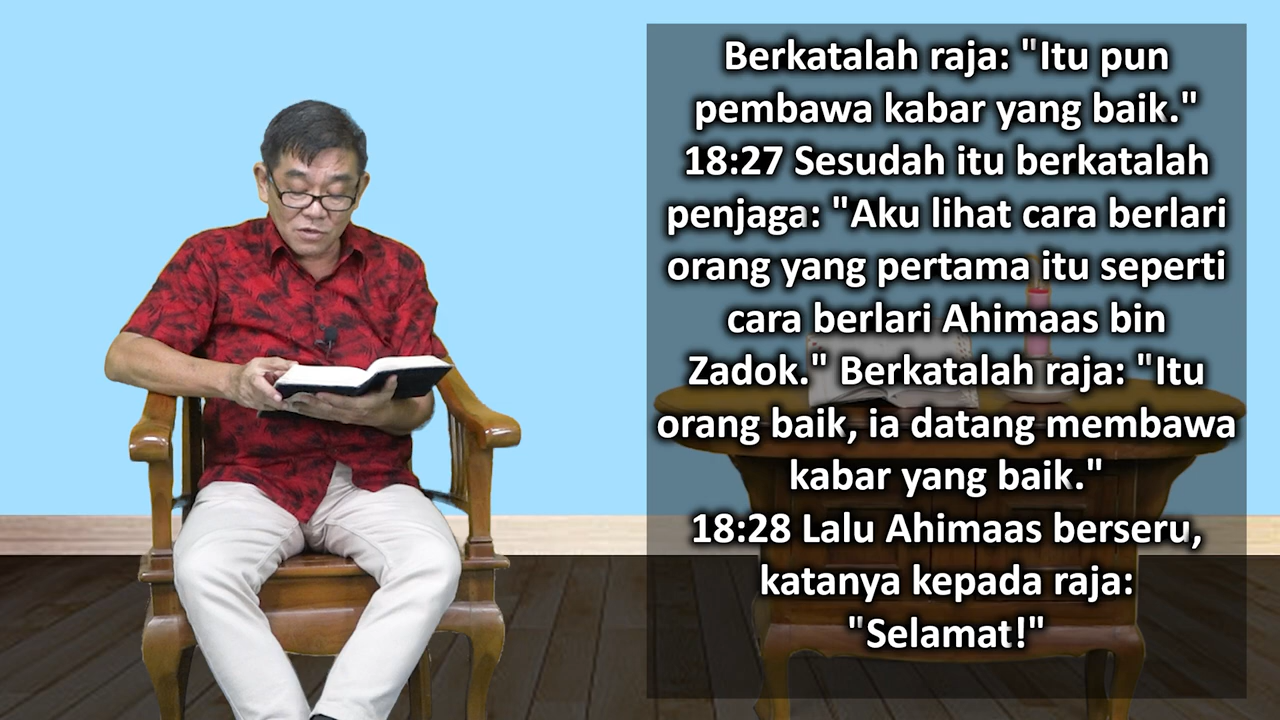 Berkatalah raja: "Itu pun
pembawa kabar yang baik."
18:27 Sesudah itu berkatalah
penjaga: "Aku lihat cara berlari
orang yang pertama itu seperti
cara berlari Ahimaas bin
Zadok." Berkatalah raja: "Itu
orang baik, ia datang membawa
kabar yang baik."
18:28 Lalu Ahimaas berseru,
katanya kepada raja:
"Selamat!"